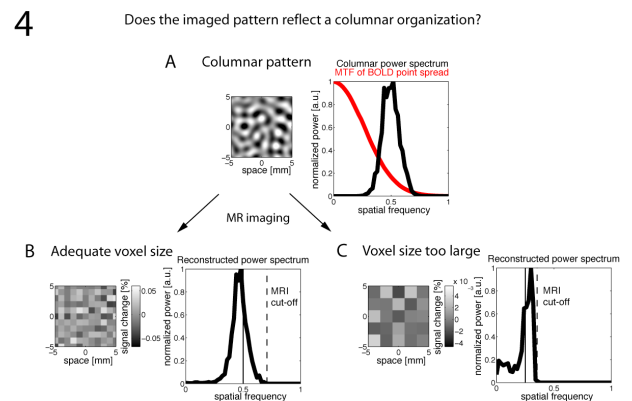 4
Does the imaged pattern reflect a columnar organization?
A
Columnar pattern
Columnar power spectrum
MTF of BOLD point spread
5
0
−5
−5 0 5
space [mm]
normalized power [a.u.]
1
0.8
0.6
0.4
0.2
0
0 0.5 1
spatial frequency
MR imaging
B
Adequate voxel size
Reconstructed power spectrum
5
0
−5
−5 0 5
space [mm]
0.05
0
−0.05
signal change [%]
normalized power [a.u.]
1
0.8
0.6
0.4
0.2
0
0 0.5 1
spatial frequency
MRI
cut-off
C
Voxel size too large
Reconstructed power spectrum
5
0
−5
−5 0 5
space [mm]
x 10
−3
4
2
0
−2
−4
signal change [%]
normalized power [a.u.]
1
0.8
0.6
0.4
0.2
0
0 0.5 1
spatial frequency
MRI
cut-off